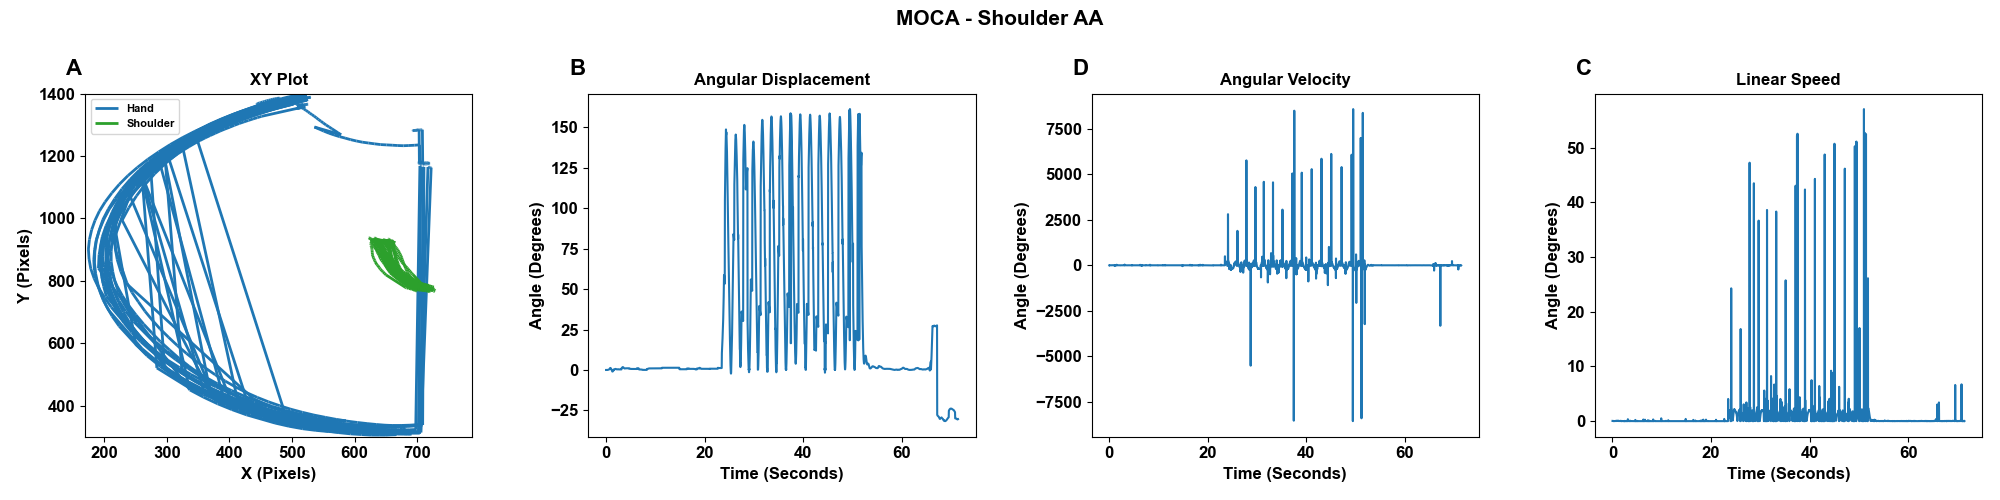 MOCA - Shoulder AA
A
XY Plot
Hand
Shoulder
1400
1200
1000
800
600
400
Y (Pixels)
200 300 400 500 600 700
X (Pixels)
B
Angular Displacement
150
125
100
75
50
25
0
−25
Angle (Degrees)
0 20 40 60
Time (Seconds)
D
Angular Velocity
7500
5000
2500
0
−2500
−5000
−7500
Angle (Degrees)
0 20 40 60
Time (Seconds)
C
Linear Speed
50
40
30
20
10
0
Angle (Degrees)
0 20 40 60
Time (Seconds)